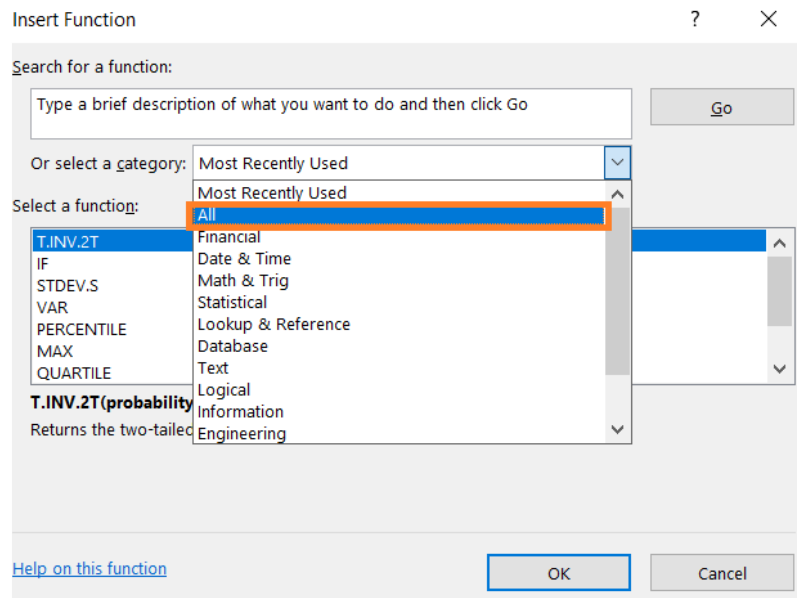 Insert Function ?
Search for a function:
Type a brief description of what you want to do and then click Go
Go
Or select a category: Most Recently Used
Most Recently Used
All
Financial
Date & Time
Math & Trig
Statistical
Lookup & Reference
Database
Text
Logical
Information
Engineering
Select a function:
T.INV.2T
IF
STDEV.S
VAR
PERCENTILE
MAX
QUARTILE
T.INV.2T(probability
Returns the two-tailed
Help on this function
OK
Cancel